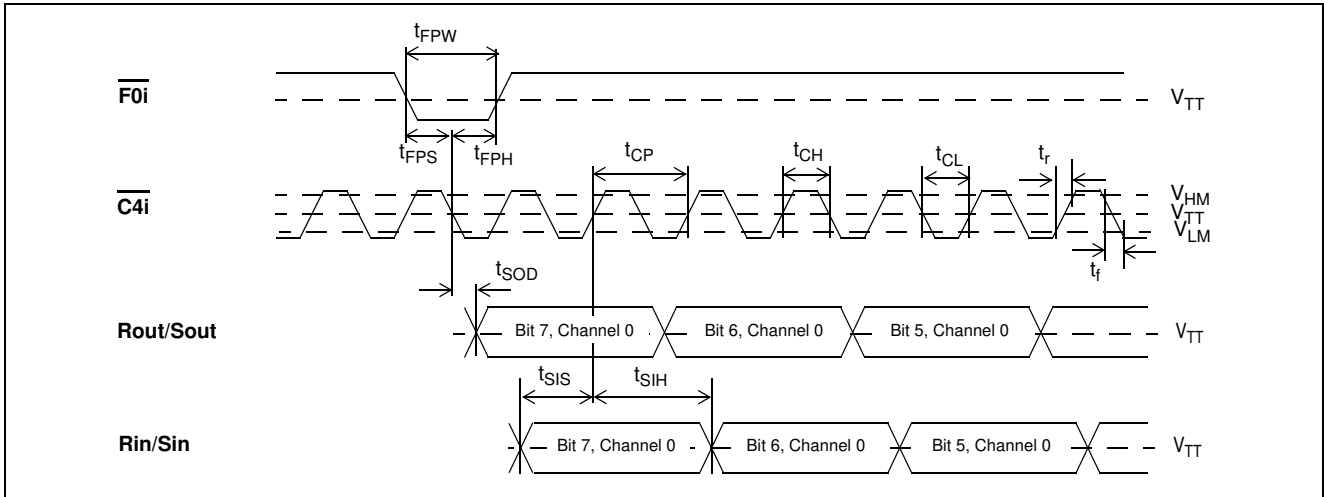 tFPW
F0i
VTT
tFPS
tFPH
tCP
tCH
tCL
tr
C4i
VHM
VTT
VLM
tf
tSOD
Rout/Sout
Bit 7, Channel 0
Bit 6, Channel 0
Bit 5, Channel 0
VTT
tSIS
tSIH
Rin/Sin
Bit 7, Channel 0
Bit 6, Channel 0
Bit 5, Channel 0
VTT